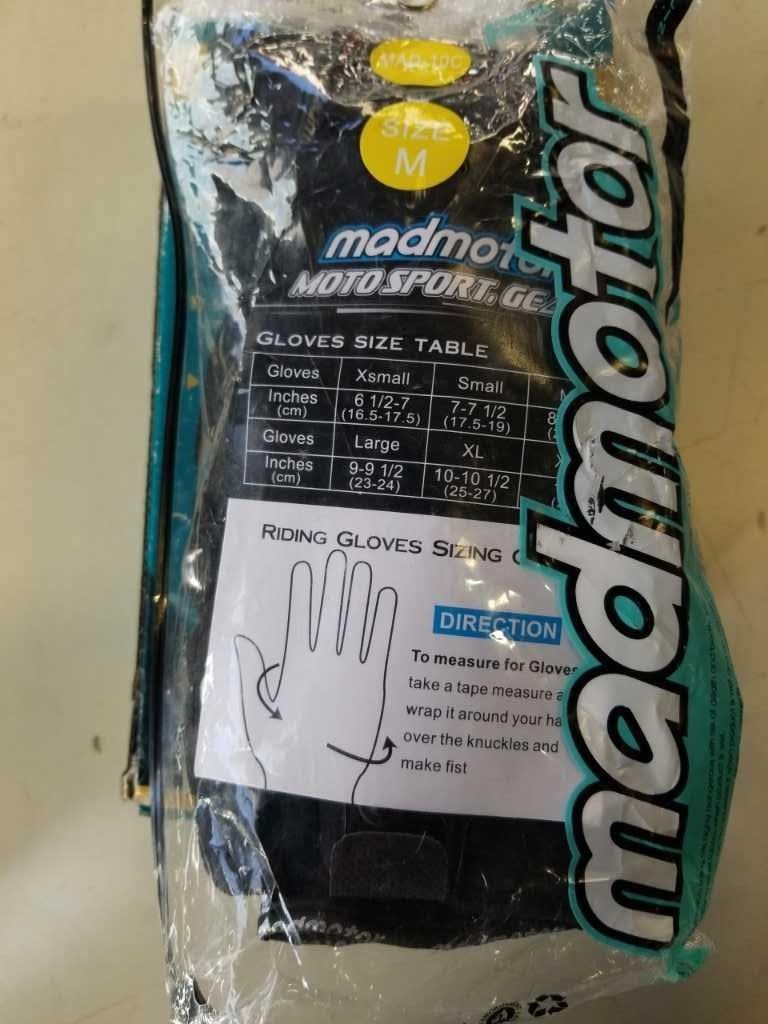 MAD-10C
SIZE
M
madmotor
MOTO SPORT, GE
GLOVES SIZE TABLE
Gloves Xsmall Small
Inches 6 1/2-7 7-7 1/2 8
(cm) (16.5-17.5) (17.5-19)
Gloves Large XL
Inches 9-9 1/2 10-10 1/2
(cm) (23-24) (25-27)
RIDING GLOVES SIZING
DIRECTION
To measure for Gloves
take a tape measure a
wrap it around your ha
over the knuckles and
make fist
madmotor
madmotor